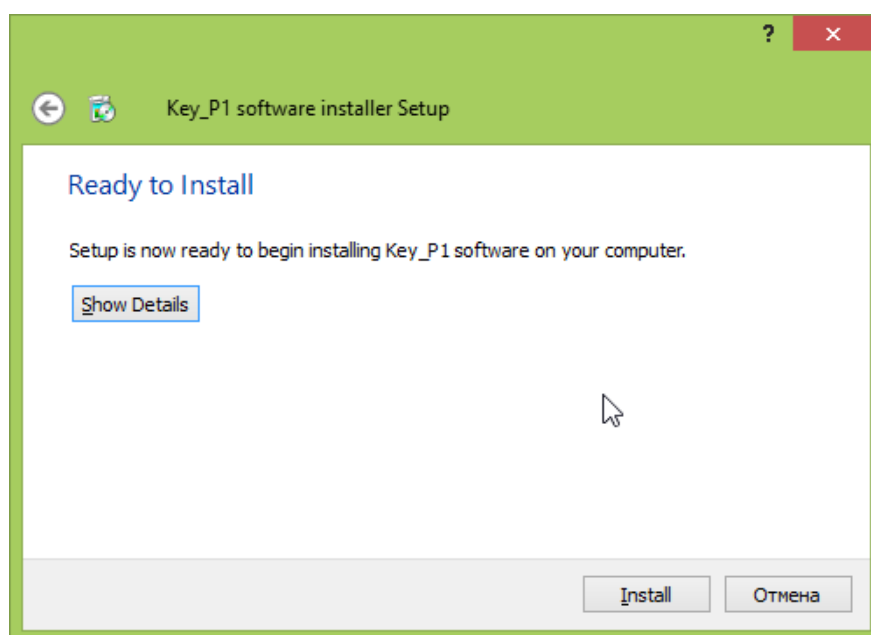 ?
Key_P1 software installer Setup
Ready to Install
Setup is now ready to begin installing Key_P1 software on your computer.
Show Details
Install
Отмена